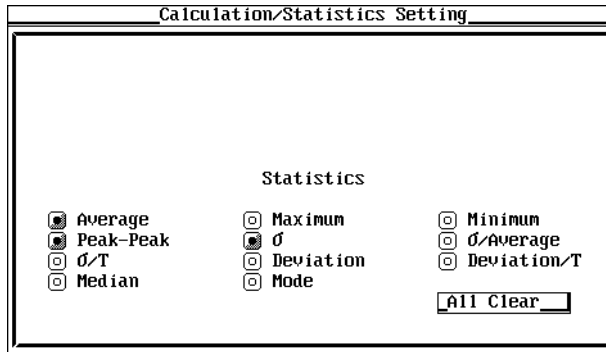 Calculation/Statistics Setting
Statistics
Average Maximum Minimum
Peak-Peak σ σ/Average
σ/T Deviation Deviation/T
Median Mode
All Clear